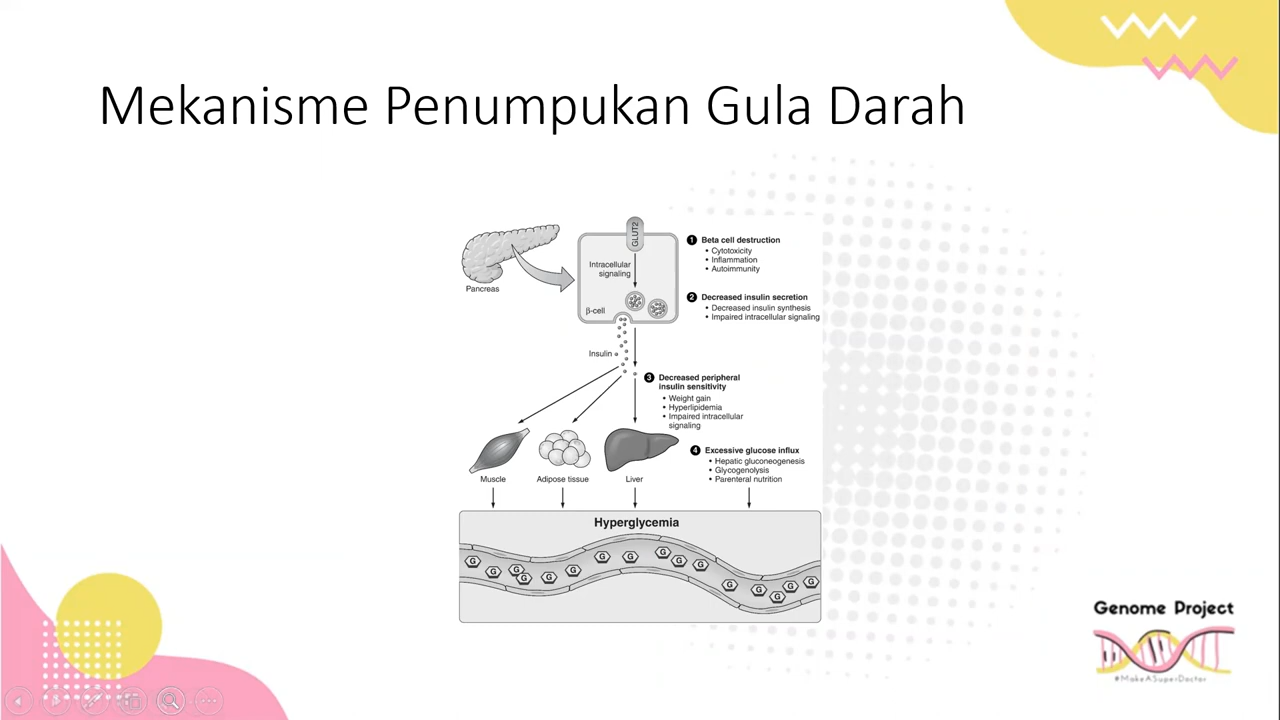 Mekanisme Penumpukan Gula Darah
GLUT2
Intracellular
signaling
β-cell
Pancreas
1 Beta cell destruction
• Cytotoxicity
• Inflammation
• Autoimmunity
2 Decreased insulin secretion
• Decreased insulin synthesis
• Impaired intracellular signaling
Insulin
3 Decreased peripheral
insulin sensitivity
• Weight gain
• Hyperlipidemia
• Impaired intracellular
signaling
4 Excessive glucose influx
• Hepatic gluconeogenesis
• Glycogenolysis
• Parenteral nutrition
Muscle
Adipose tissue
Liver
Hyperglycemia
G G G G G G G G G G G G G G G G
Genome Project
#MakeASuperDoctor